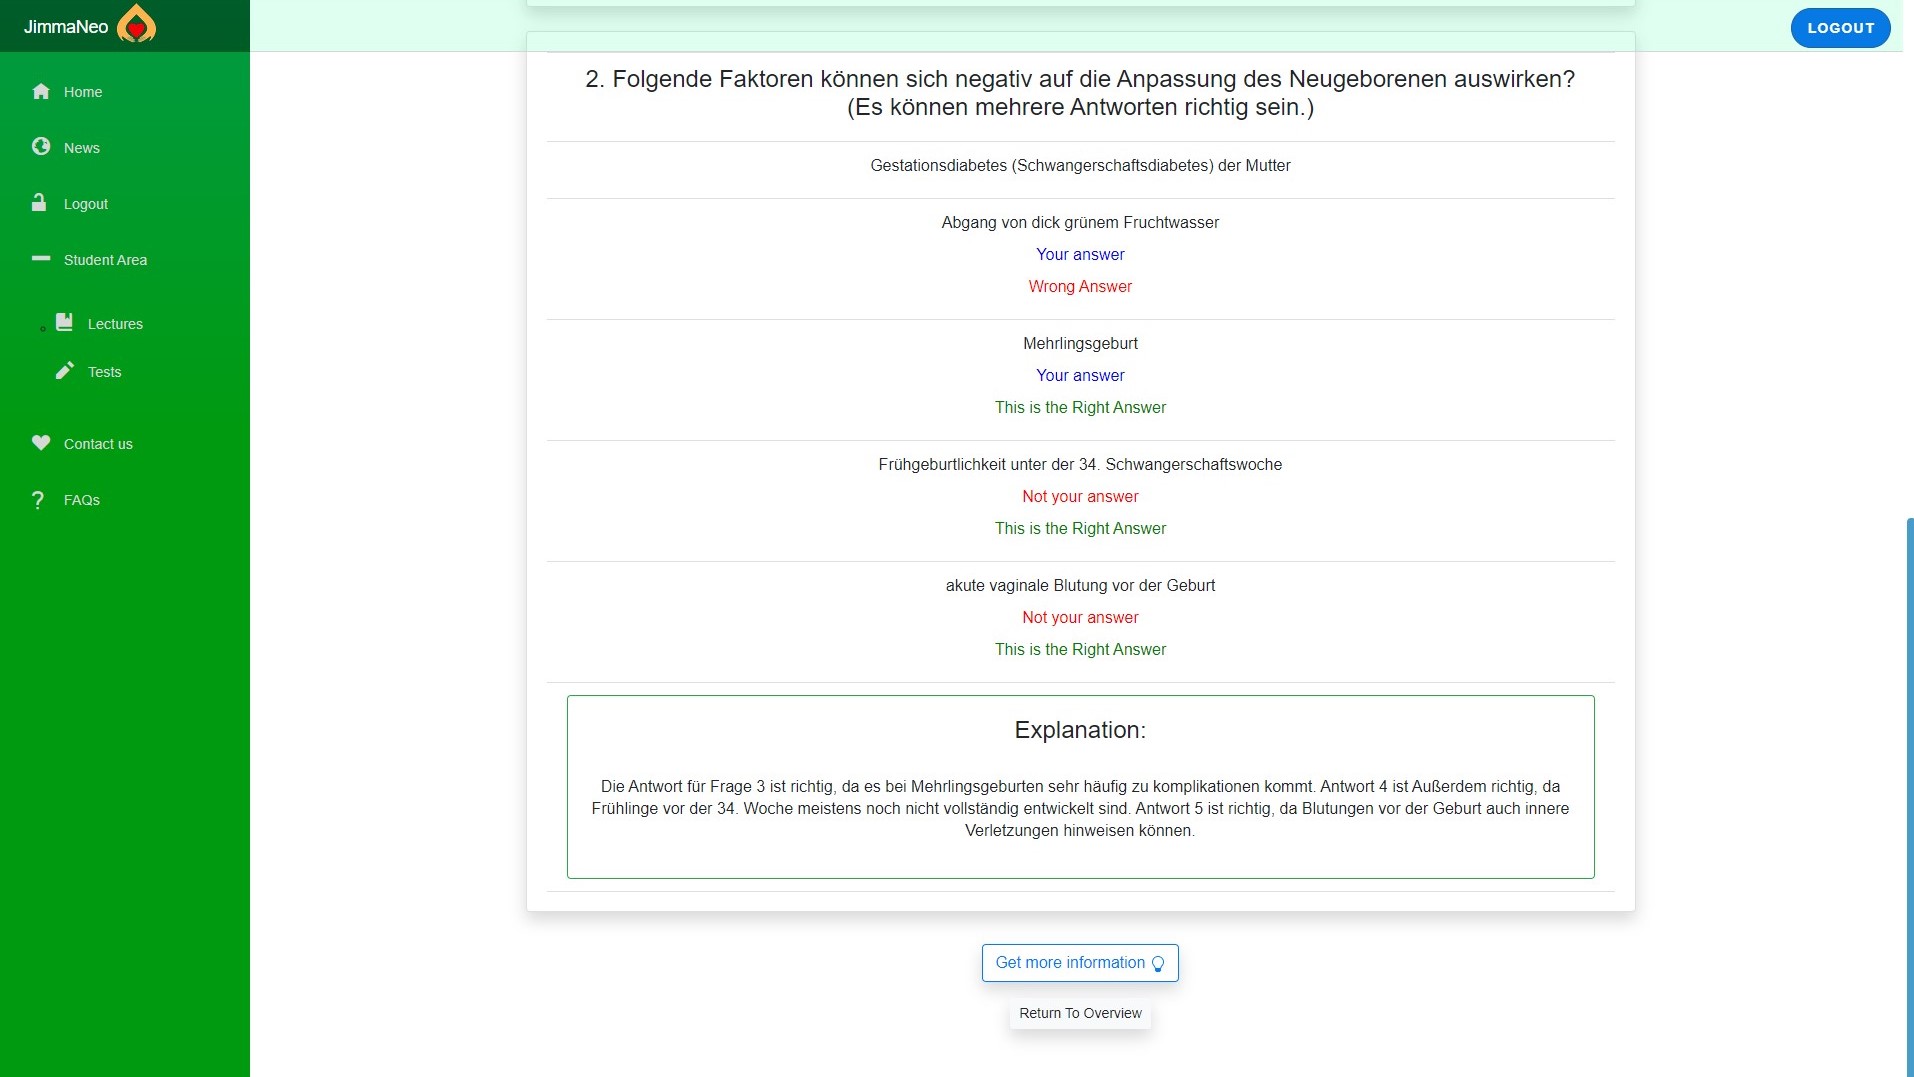 JimmaNeo
LOGOUT
Home
News
Logout
Student Area
Lectures
Tests
Contact us
FAQs
2. Folgende Faktoren können sich negativ auf die Anpassung des Neugeborenen auswirken?
(Es können mehrere Antworten richtig sein.)
Gestationsdiabetes (Schwangerschaftsdiabetes) der Mutter
Abgang von dick grünem Fruchtwasser
Your answer
Wrong Answer
Mehrlingsgeburt
Your answer
This is the Right Answer
Frühgeburtlichkeit unter der 34. Schwangerschaftswoche
Not your answer
This is the Right Answer
akute vaginale Blutung vor der Geburt
Not your answer
This is the Right Answer
Explanation:
Die Antwort für Frage 3 ist richtig, da es bei Mehrlingsgeburten sehr häufig zu komplikationen kommt. Antwort 4 ist Außerdem richtig, da
Frühlinge vor der 34. Woche meistens noch nicht vollständig entwickelt sind. Antwort 5 ist richtig, da Blutungen vor der Geburt auch innere
Verletzungen hinweisen können.
Get more information
Return To Overview